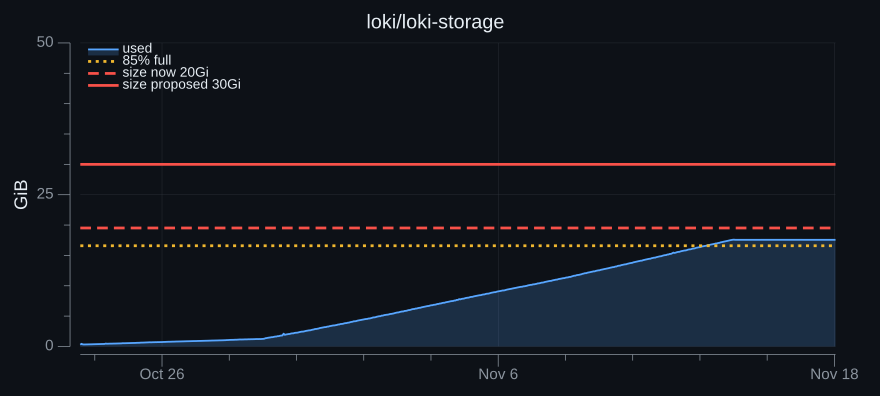 loki/loki-storage
50
used
85% full
size now 20Gi
size proposed 30Gi
GiB
25
0
Oct 26
Nov 6
Nov 18